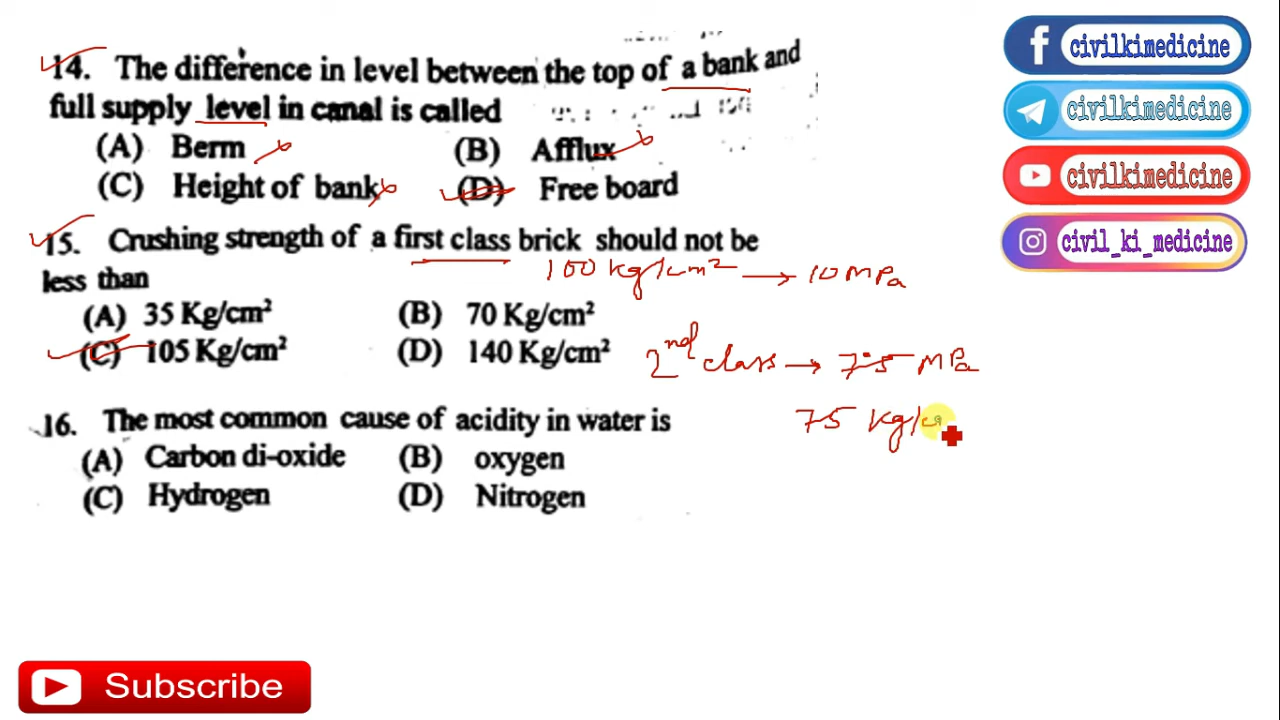 14. The difference in level between the top of a bank and
full supply level in canal is called
(A) Berm (B) Afflux
(C) Height of bank (D) Free board
15. Crushing strength of a first class brick should not be
less than
100 kg/cm² → 10 MPa
(A) 35 Kg/cm² (B) 70 Kg/cm²
(C) 105 Kg/cm² (D) 140 Kg/cm²
2nd class → 7.5 MPa
75 kg/c
16. The most common cause of acidity in water is
(A) Carbon di-oxide (B) oxygen
(C) Hydrogen (D) Nitrogen
civilkimedicine
civilkimedicine
civilkimedicine
civil_ki_medicine
Subscribe